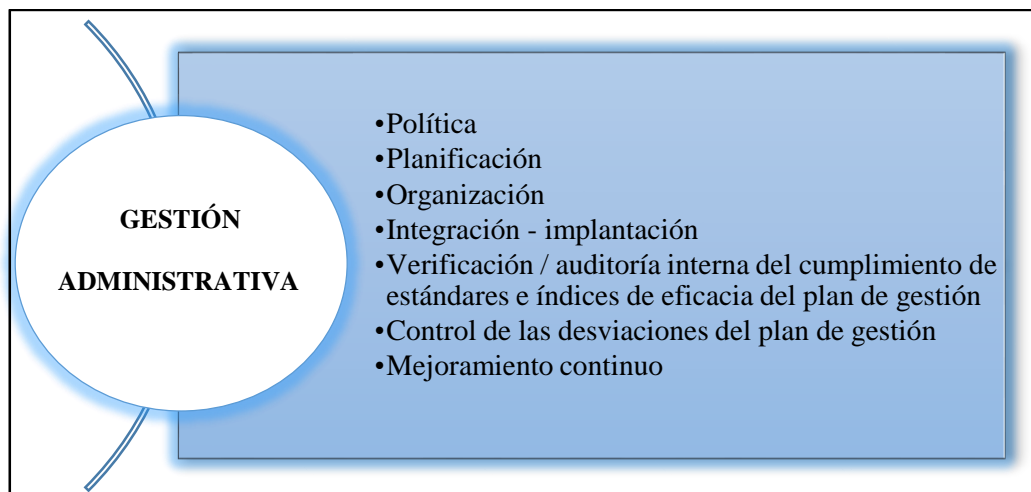 GESTIÓN
ADMINISTRATIVA
•Política
•Planificación
•Organización
•Integración - implantación
•Verificación / auditoría interna del cumplimiento de
estándares e índices de eficacia del plan de gestión
•Control de las desviaciones del plan de gestión
•Mejoramiento continuo